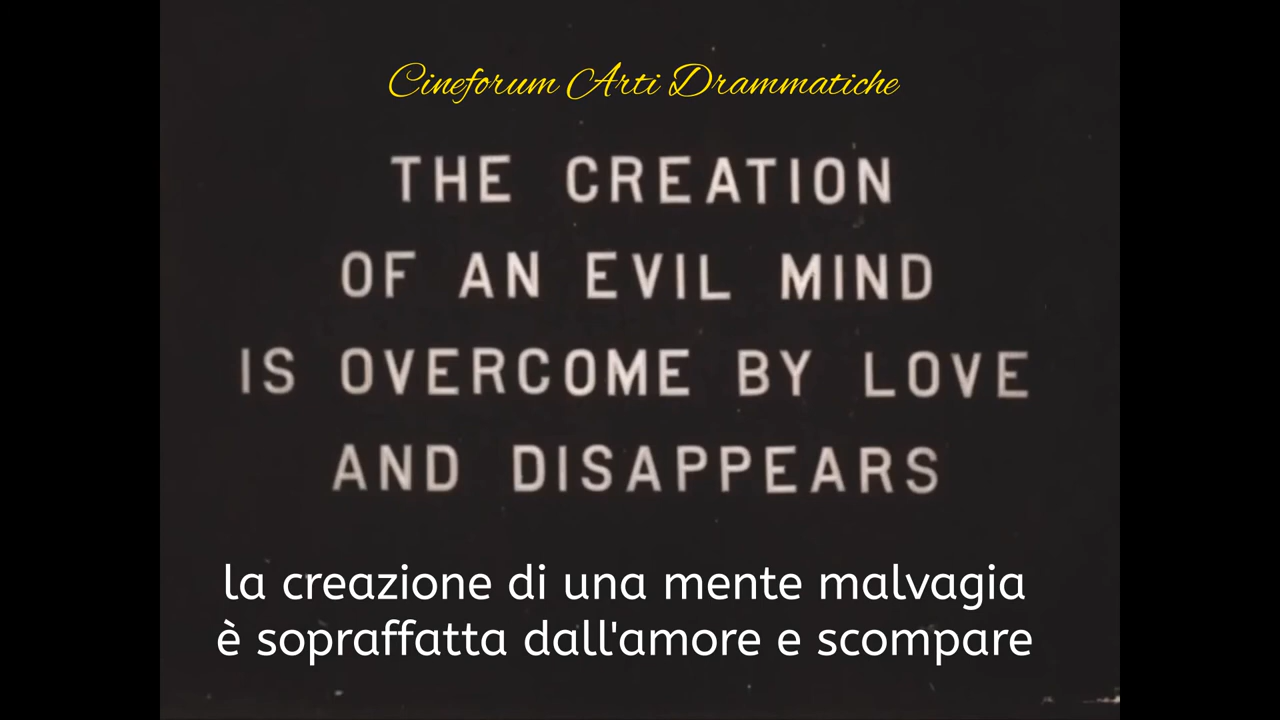 Cineforum Arti Drammatiche
THE CREATION
OF AN EVIL MIND
IS OVERCOME BY LOVE
AND DISAPPEARS
la creazione di una mente malvagia
è sopraffatta dall'amore e scompare